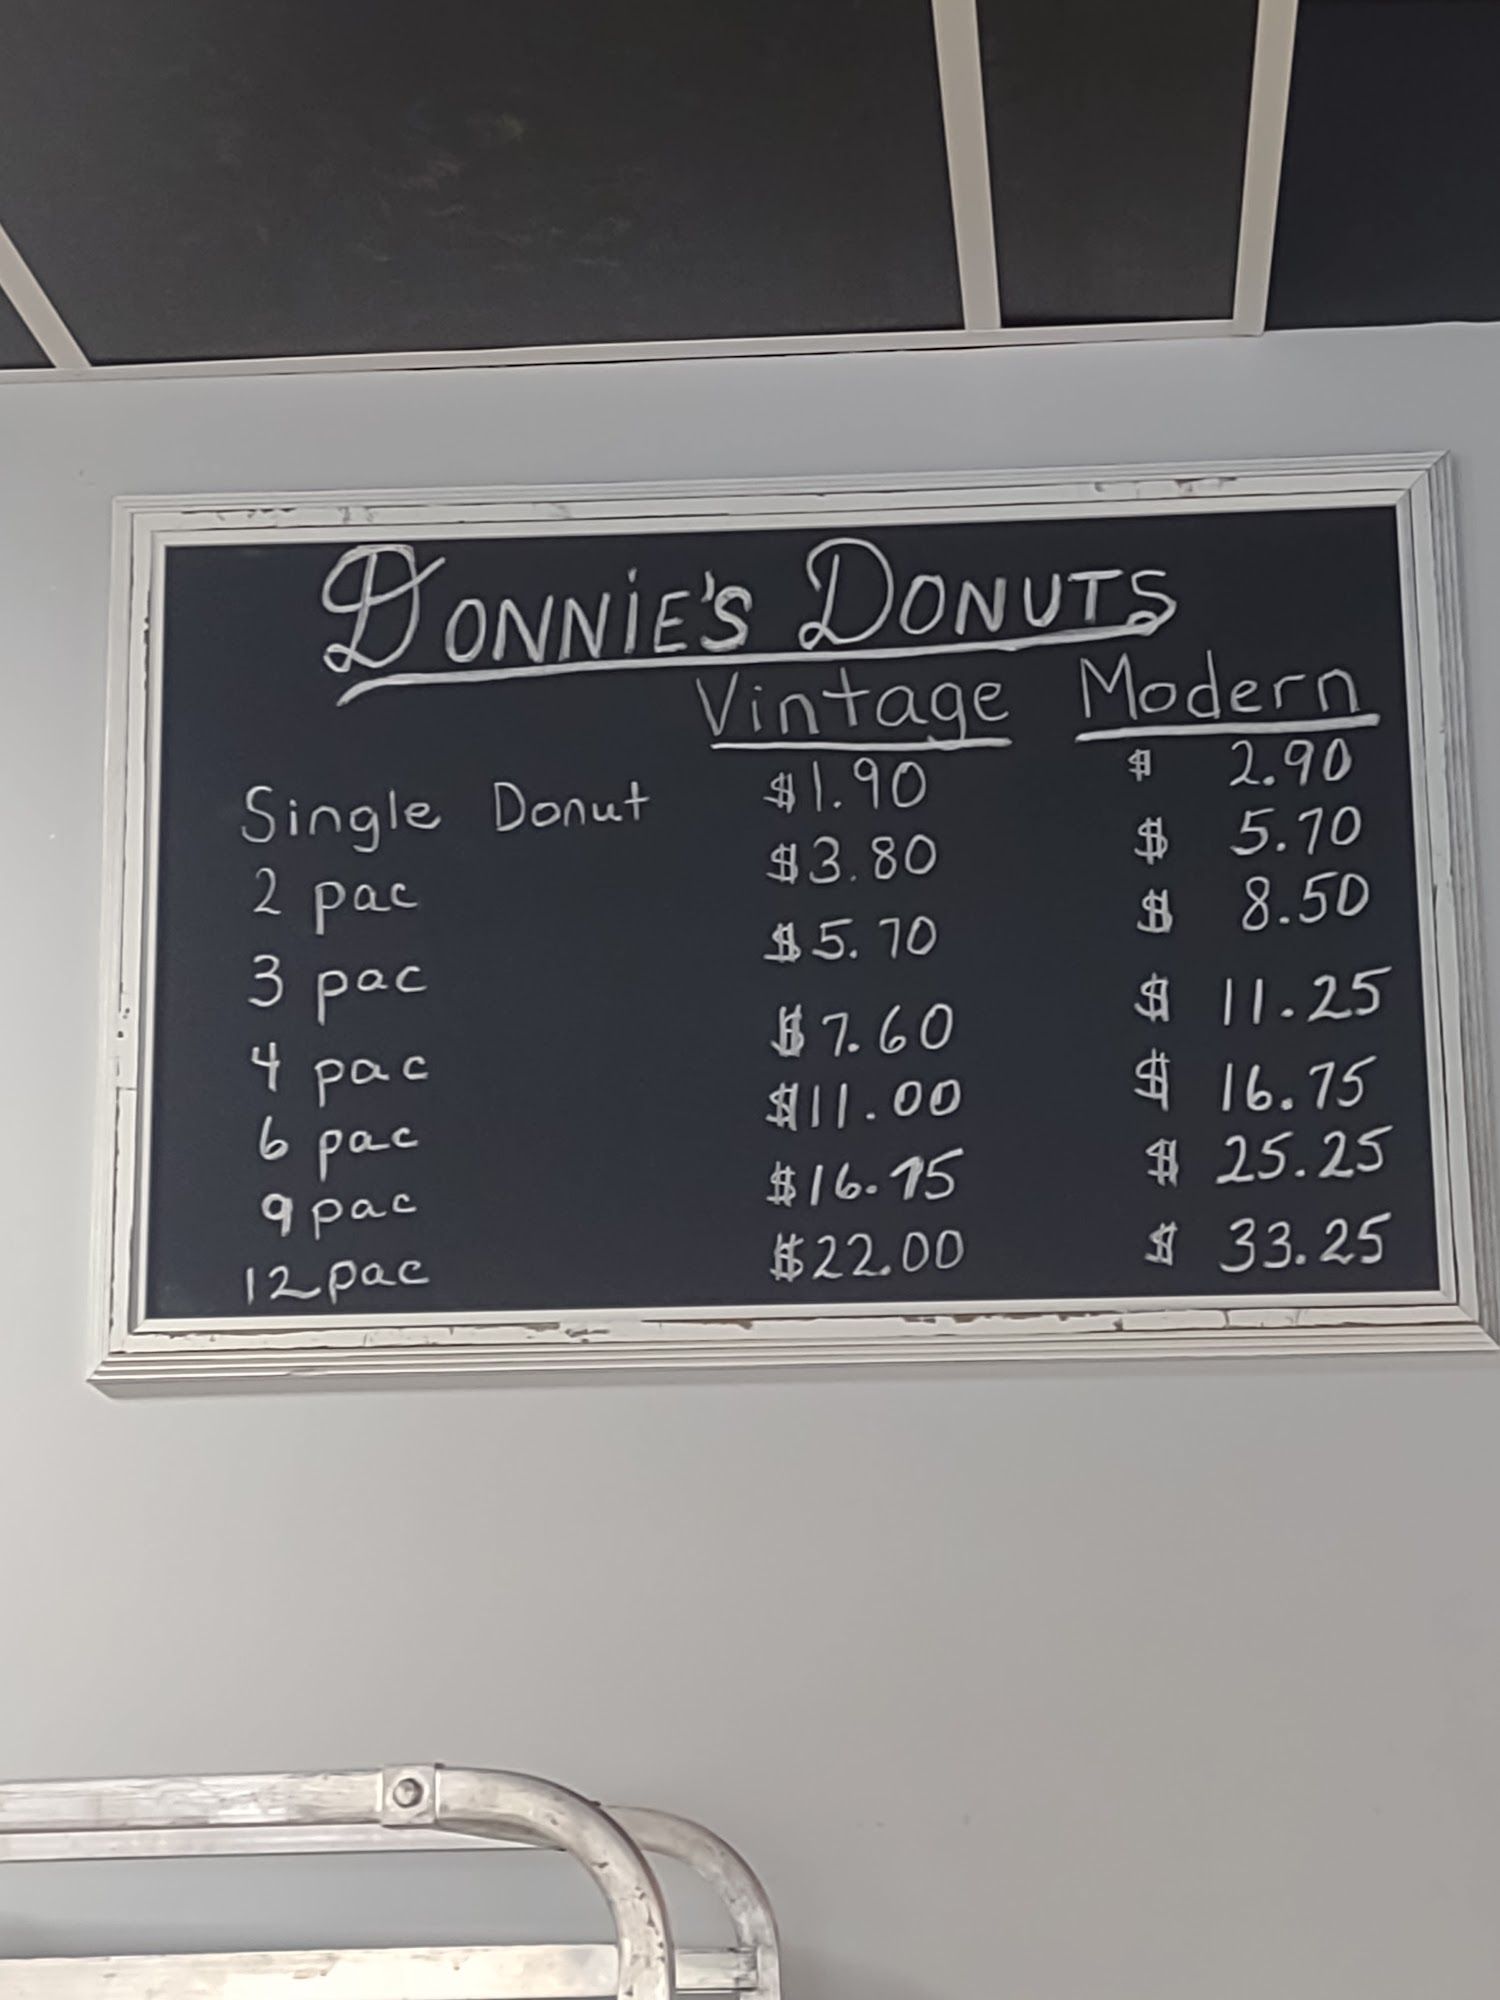 DONNiE'S DONUTS
Vintage Modern
Single Donut $1.90 $ 2.90
2 pac $3.80 $ 5.70
3 pac $5.70 $ 8.50
4 pac $7.60 $ 11.25
6 pac $11.00 $ 16.75
9 pac $16.75 $ 25.25
12 pac $22.00 $ 33.25